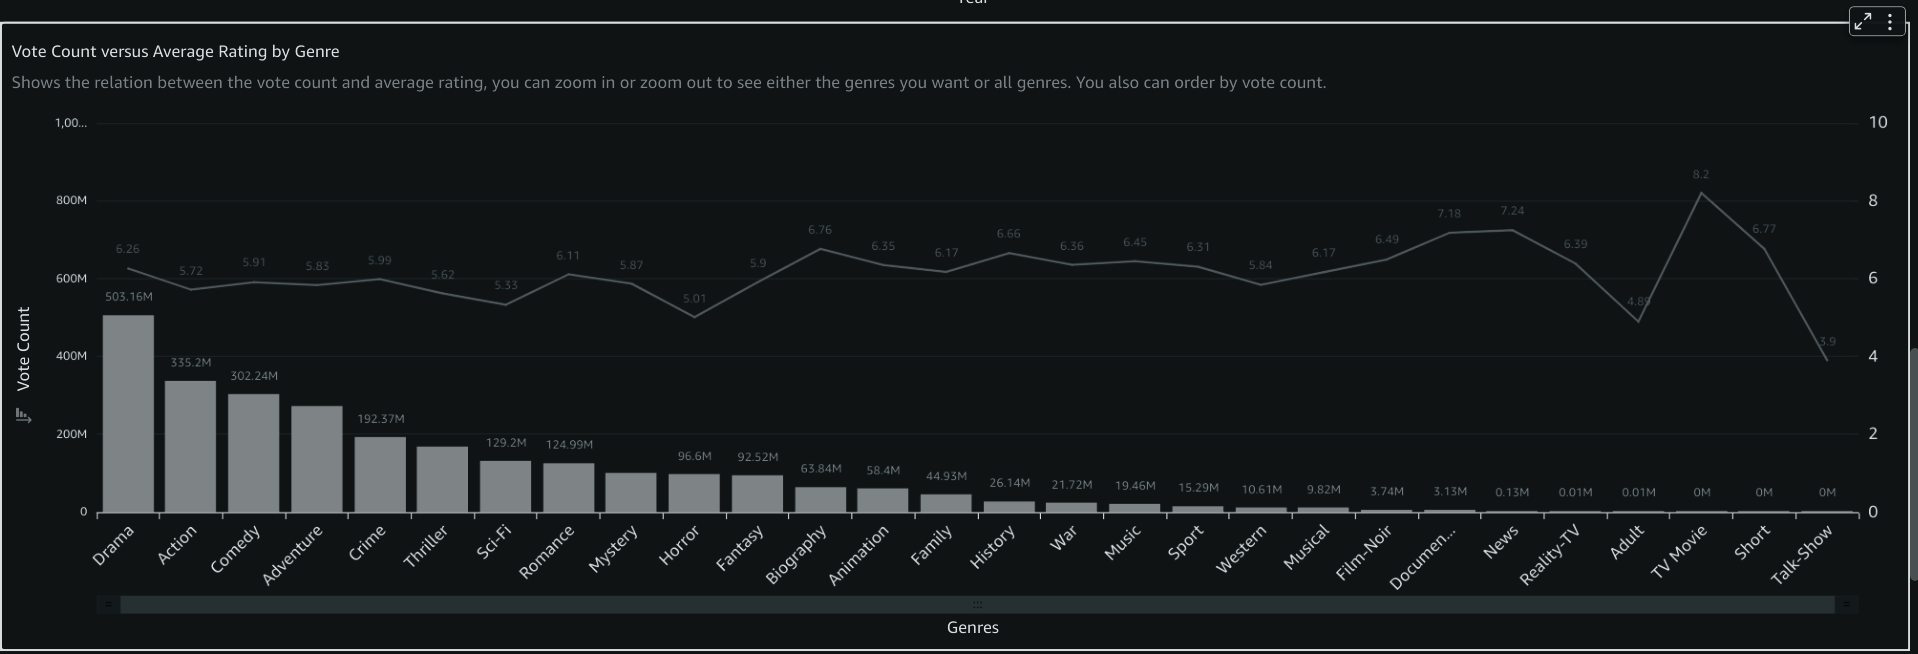 Year
Vote Count versus Average Rating by Genre
Shows the relation between the vote count and average rating, you can zoom in or zoom out to see either the genres you want or all genres. You also can order by vote count.
1,00...
10
800M
8
600M
6
400M
4
200M
2
0
0
Vote Count
6.26
5.72
5.91
5.83
5.99
5.62
5.33
6.11
5.87
5.01
5.9
6.76
6.35
6.17
6.66
6.36
6.45
6.31
5.84
6.17
6.49
7.18
7.24
6.39
4.89
8.2
6.77
3.9
503.16M
335.2M
302.24M
192.37M
129.2M
124.99M
96.6M
92.52M
63.84M
58.4M
44.93M
26.14M
21.72M
19.46M
15.29M
10.61M
9.82M
3.74M
3.13M
0.13M
0.01M
0.01M
0M
0M
0M
Drama
Action
Comedy
Adventure
Crime
Thriller
Sci-Fi
Romance
Mystery
Horror
Fantasy
Biography
Animation
Family
History
War
Music
Sport
Western
Musical
Film-Noir
Documen...
News
Reality-TV
Adult
TV Movie
Short
Talk-Show
Genres